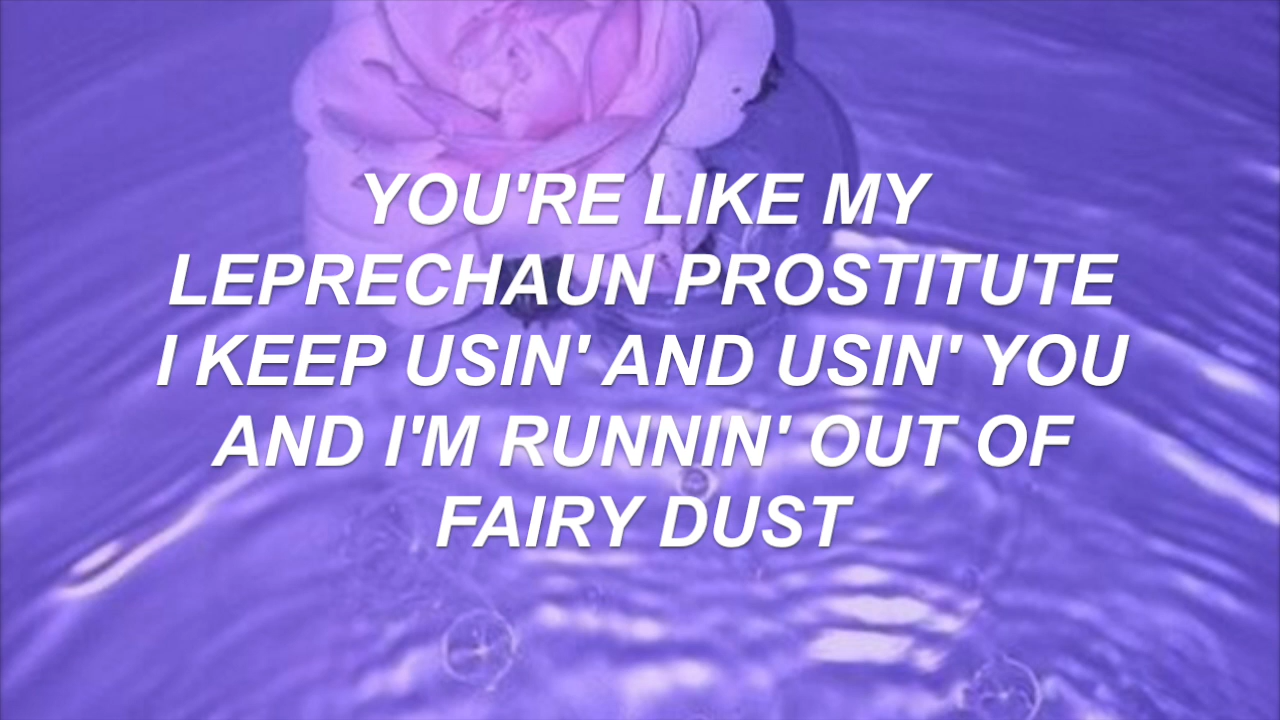 YOU'RE LIKE MY
LEPRECHAUN PROSTITUTE
I KEEP USIN' AND USIN' YOU
AND I'M RUNNIN' OUT OF
FAIRY DUST